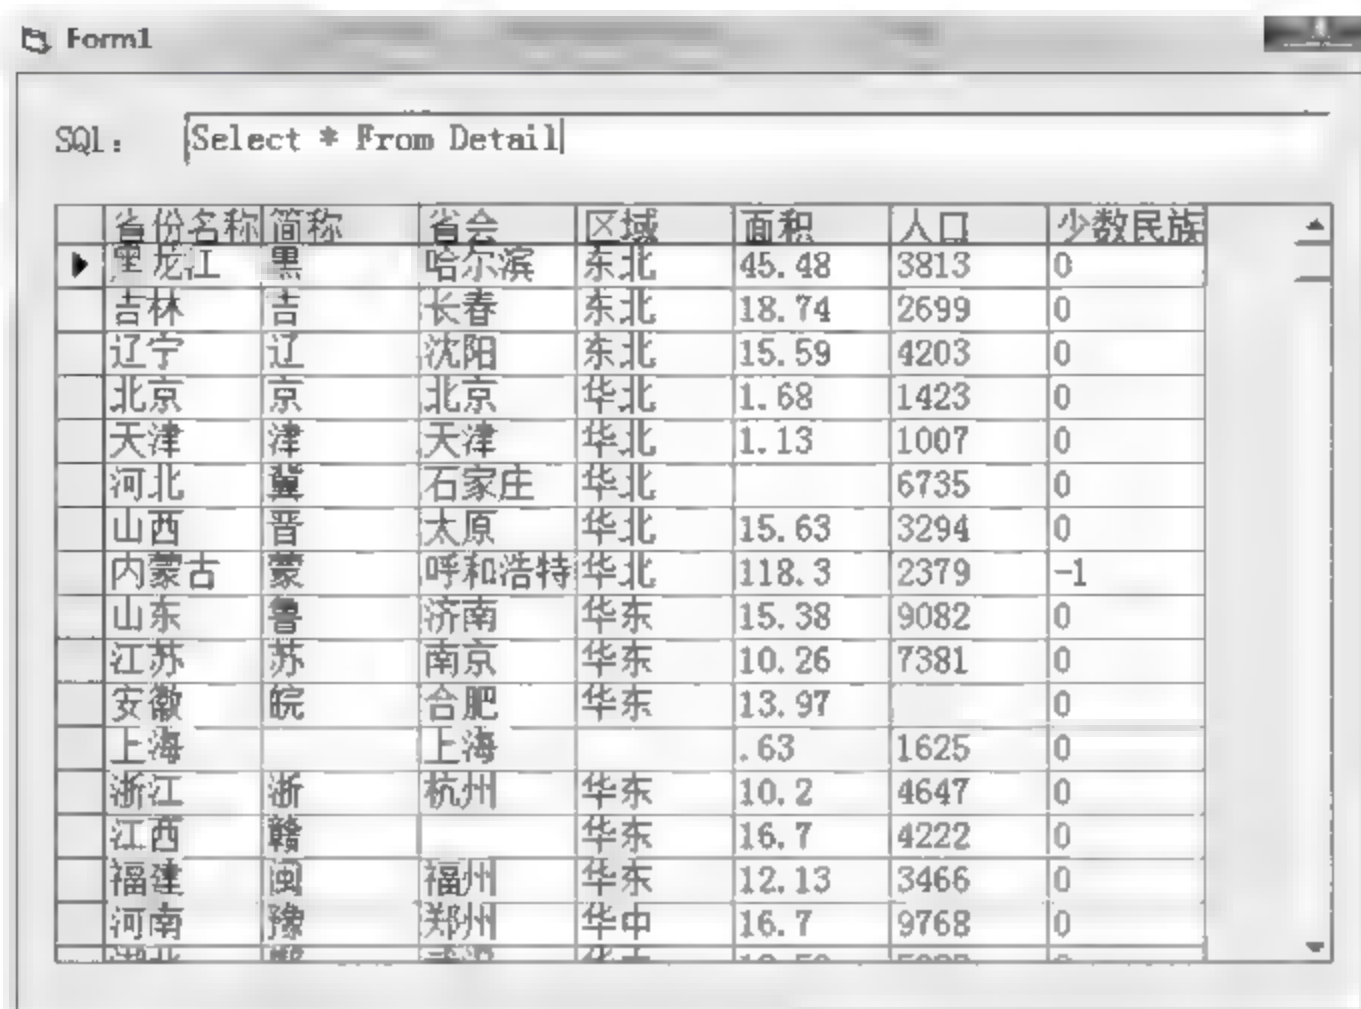 Form1
SQl: Select * From Detail
省份名称 简称 省会 区域 面积 人口 少数民族
黑龙江 黑 哈尔滨 东北 45.48 3813 0
吉林 吉 长春 东北 18.74 2699 0
辽宁 辽 沈阳 东北 15.59 4203 0
北京 京 北京 华北 1.68 1423 0
天津 津 天津 华北 1.13 1007 0
河北 冀 石家庄 华北 6735 0
山西 晋 太原 华北 15.63 3294 0
内蒙古 蒙 呼和浩特 华北 118.3 2379 -1
山东 鲁 济南 华东 15.38 9082 0
江苏 苏 南京 华东 10.26 7381 0
安徽 皖 合肥 华东 13.97 0
上海 上海 .63 1625 0
浙江 浙 杭州 华东 10.2 4647 0
江西 赣 华东 16.7 4222 0
福建 闽 福州 华东 12.13 3466 0
河南 豫 郑州 华中 16.7 9768 0